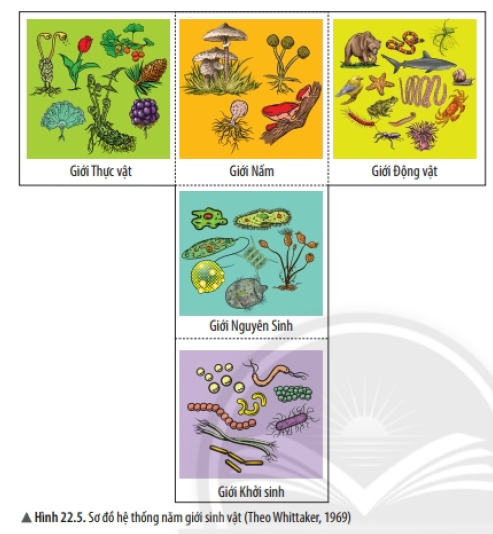 Giới Thực vật
Giới Nấm
Giới Động vật
Giới Nguyên Sinh
Giới Khởi sinh
▲ Hình 22.5. Sơ đồ hệ thống năm giới sinh vật (Theo Whittaker, 1969)